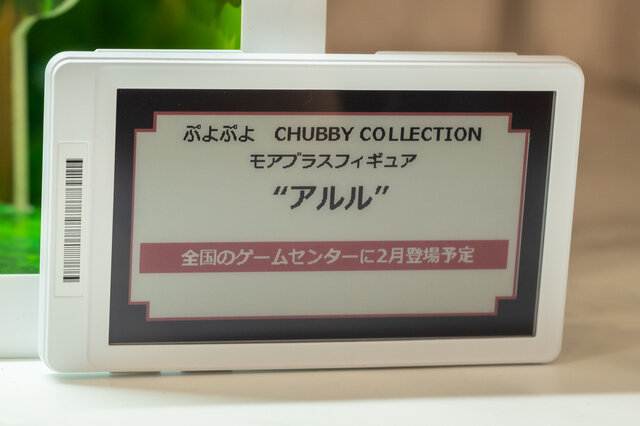 ぷよぷよ CHUBBY COLLECTION
モアプラスフィギュア
“アルル”
全国のゲームセンターに2月登場予定